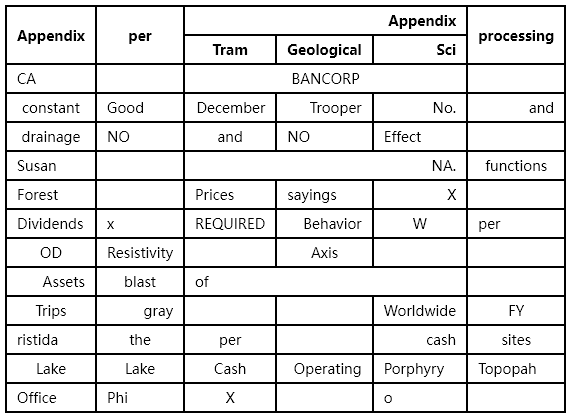 Appendix per Appendix processing
Tram Geological Sci
CA BANCORP
constant Good December Trooper No. and
drainage NO and NO Effect
Susan NA. functions
Forest Prices sayings X
Dividends x REQUIRED Behavior W per
OD Resistivity Axis
Assets blast of
Trips gray Worldwide FY
ristida the per cash sites
Lake Lake Cash Operating Porphyry Topopah
Office Phi X o